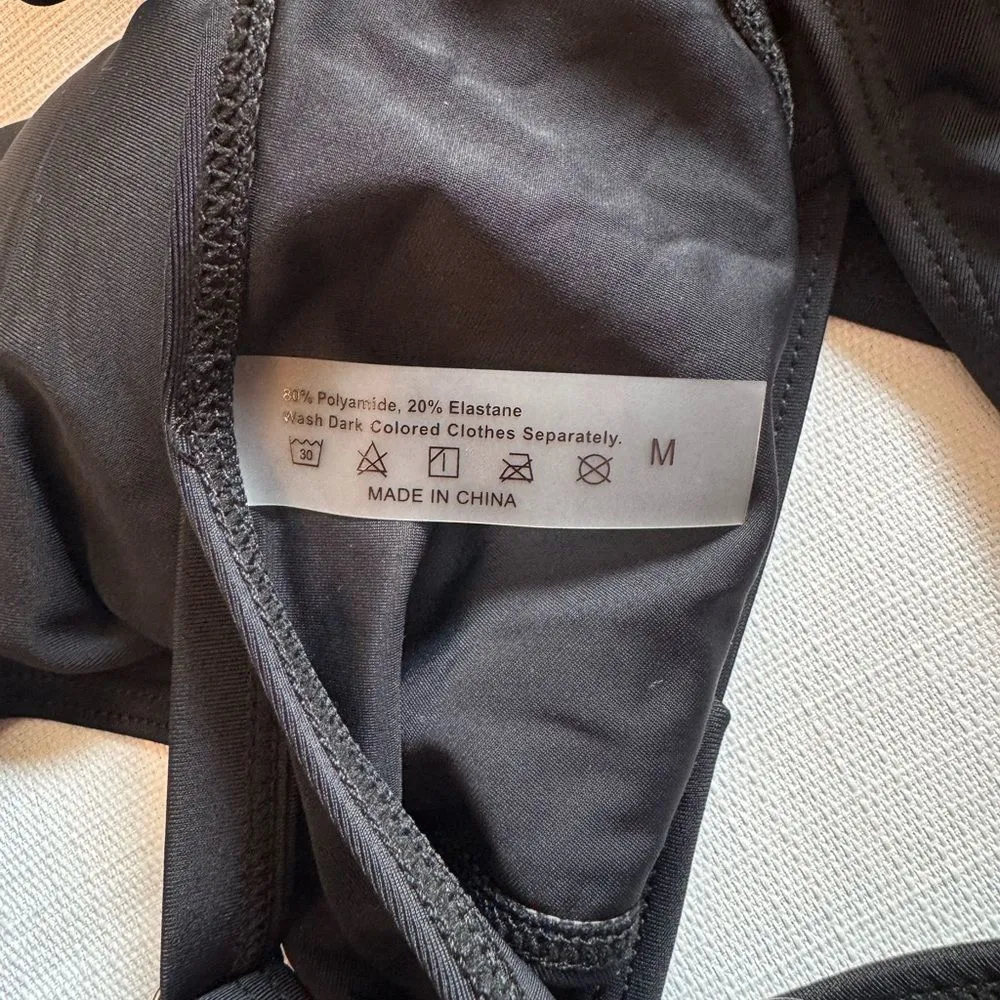 80% Polyamide, 20% Elastane
Wash Dark Colored Clothes Separately.
30
M
MADE IN CHINA